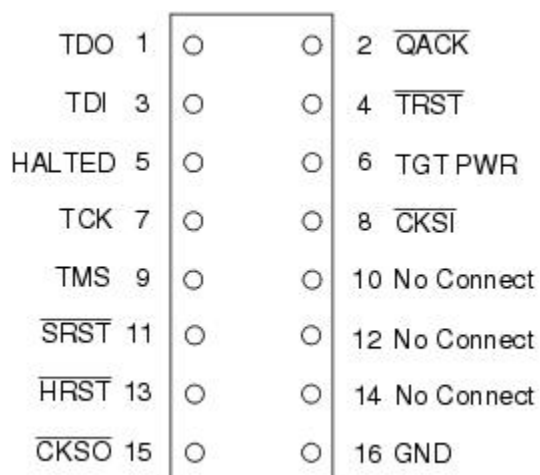 TDO 1 2 QACK
TDI 3 4 TRST
HALTED 5 6 TGT PWR
TCK 7 8 CKSI
TMS 9 10 No Connect
SRST 11 12 No Connect
HRST 13 14 No Connect
CKSO 15 16 GND